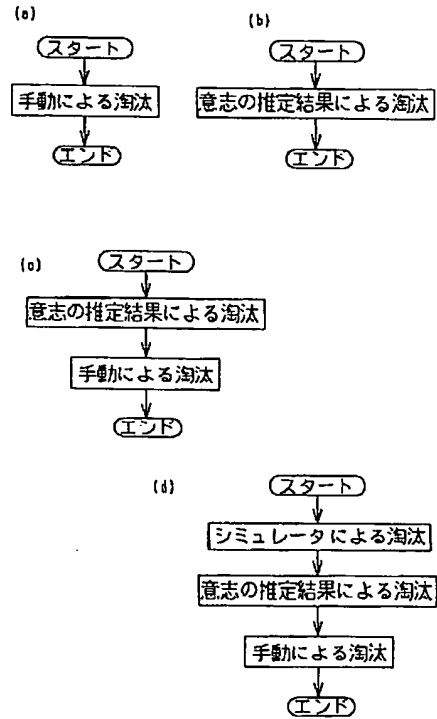 (a)
スタート
手動による淘汰
エンド
(b)
スタート
意志の推定結果による淘汰
エンド
(c)
スタート
意志の推定結果による淘汰
手動による淘汰
エンド
(d)
スタート
シミュレータによる淘汰
意志の推定結果による淘汰
手動による淘汰
エンド